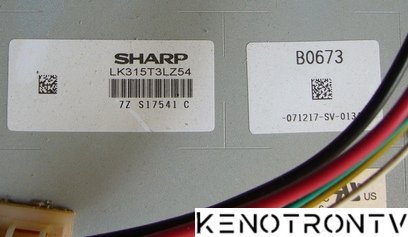 SHARP
LK315T3LZ54
7Z S17541 C
B0673
-071217-SV-013
US
KENOTRONTV